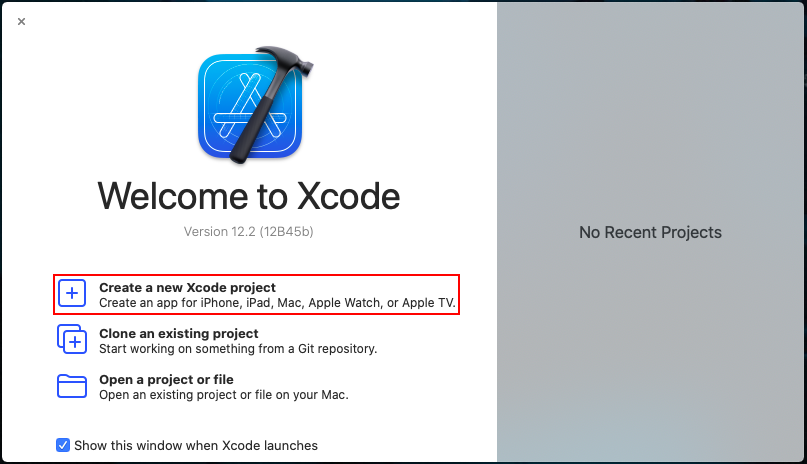 Welcome to Xcode
Version 12.2 (12B45b)
Create a new Xcode project
Create an app for iPhone, iPad, Mac, Apple Watch, or Apple TV.
Clone an existing project
Start working on something from a Git repository.
Open a project or file
Open an existing project or file on your Mac.
Show this window when Xcode launches
No Recent Projects